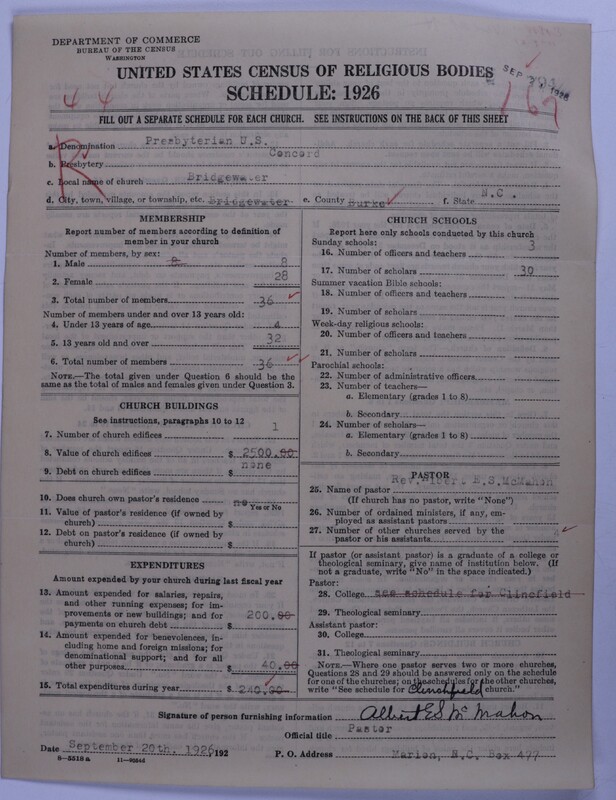 DEPARTMENT OF COMMERCE
BUREAU OF THE CENSUS
WASHINGTON
UNITED STATES CENSUS OF RELIGIOUS BODIES
SCHEDULE: 1926
SEP 1926
4 4
167
FILL OUT A SEPARATE SCHEDULE FOR EACH CHURCH. SEE INSTRUCTIONS ON THE BACK OF THIS SHEET
R
a. Denomination Presbyterian U.S.
b. Presbytery Concord
c. Local name of church Bridgewater
d. City, town, village, or township, etc. Bridgewater e. County Burke f. State N.C.
MEMBERSHIP
Report number of members according to definition of
member in your church
Number of members, by sex:
1. Male 8 8
2. Female 28
3. Total number of members 36
Number of members under and over 13 years old:
4. Under 13 years of age 4
5. 13 years old and over 32
6. Total number of members 36
NOTE.—The total given under Question 6 should be the
same as the total of males and females given under Question 3.
CHURCH BUILDINGS
See instructions, paragraphs 10 to 12
7. Number of church edifices 1
8. Value of church edifices $ 2500.00
9. Debt on church edifices $ none
10. Does church own pastor's residence no
Yes or No
11. Value of pastor's residence (if owned by
church) $
12. Debt on pastor's residence (if owned by
church) $
EXPENDITURES
Amount expended by your church during last fiscal year
13. Amount expended for salaries, repairs,
and other running expenses; for im-
provements or new buildings; and for
payments on church debt $ 200.00
14. Amount expended for benevolences, in-
cluding home and foreign missions; for
denominational support; and for all
other purposes $ 40.00
15. Total expenditures during year $ 240.00
CHURCH SCHOOLS
Report here only schools conducted by this church
Sunday schools:
16. Number of officers and teachers 3
17. Number of scholars 30
Summer vacation Bible schools:
18. Number of officers and teachers
19. Number of scholars
Week-day religious schools:
20. Number of officers and teachers
21. Number of scholars
Parochial schools:
22. Number of administrative officers
23. Number of teachers—
a. Elementary (grades 1 to 8)
b. Secondary
24. Number of scholars—
a. Elementary (grades 1 to 8)
b. Secondary
PASTOR
25. Name of pastor Rev. E.S.McMahon
(If church has no pastor, write "None")
26. Number of ordained ministers, if any, em-
ployed as assistant pastors
27. Number of other churches served by the
pastor or his assistants
If pastor (or assistant pastor) is a graduate of a college or
theological seminary, give name of institution below. (If
not a graduate, write "No" in the space indicated.)
Pastor:
28. College see schedule for Clincfield
29. Theological seminary
Assistant pastor:
30. College
31. Theological seminary
NOTE.—Where one pastor serves two or more churches,
Questions 28 and 29 should be answered only on the schedule
for one of the churches; on the schedules for the other churches,
write "See schedule for Clinchfield church."
Signature of person furnishing information Albert E S McMahon
Official title Pastor
Date September 20th. 1926, 192 P. O. Address Marion, N.C. Box 477
8—5318 a